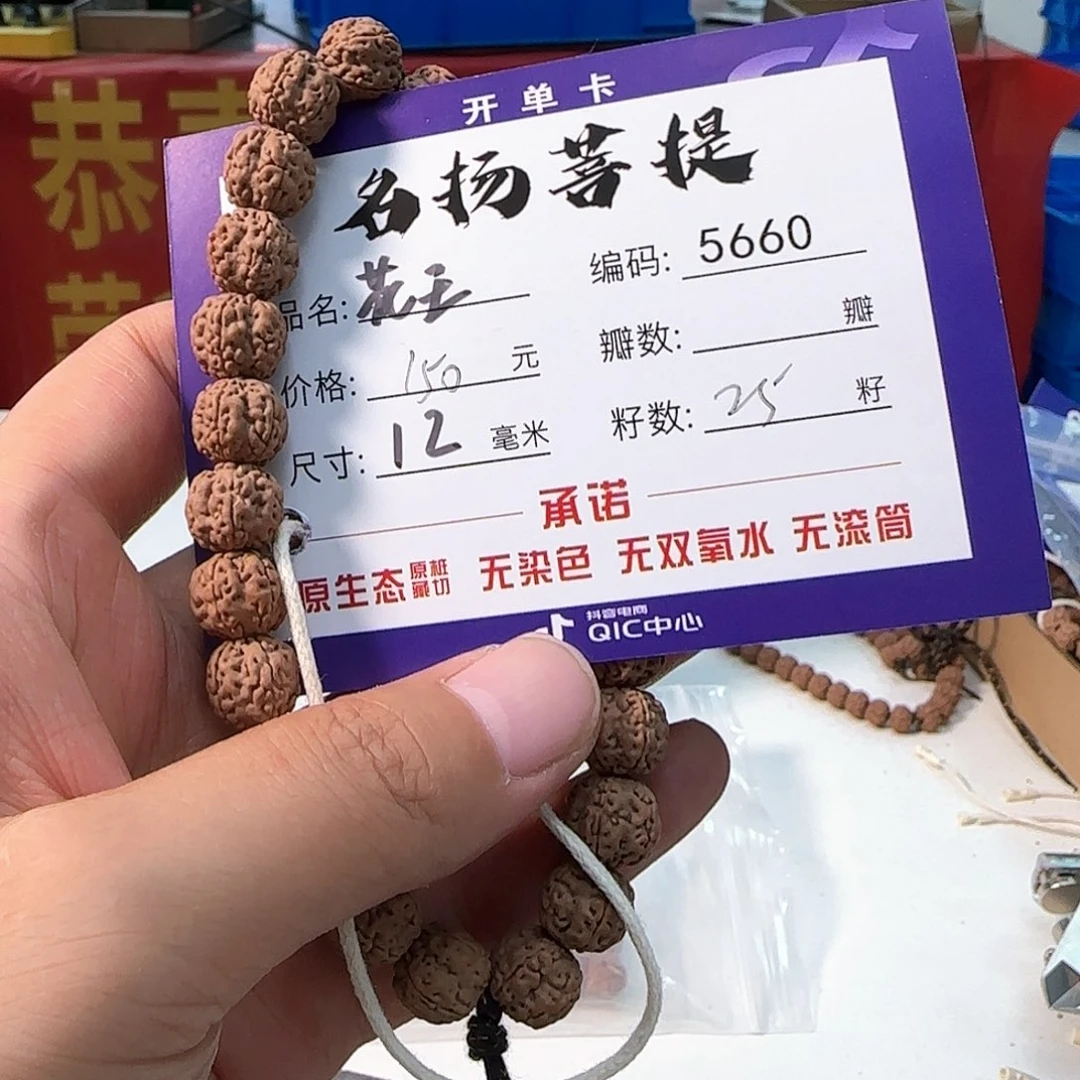 恭喜
开单卡
名扬菩提
品名: 花王
编码: 5660
价格: 150 元
瓣数: 瓣
尺寸: 12 毫米
籽数: 25 籽
承诺
原生态 原桩藏切 无染色 无双氧水 无滚筒
抖音电商
QIC中心